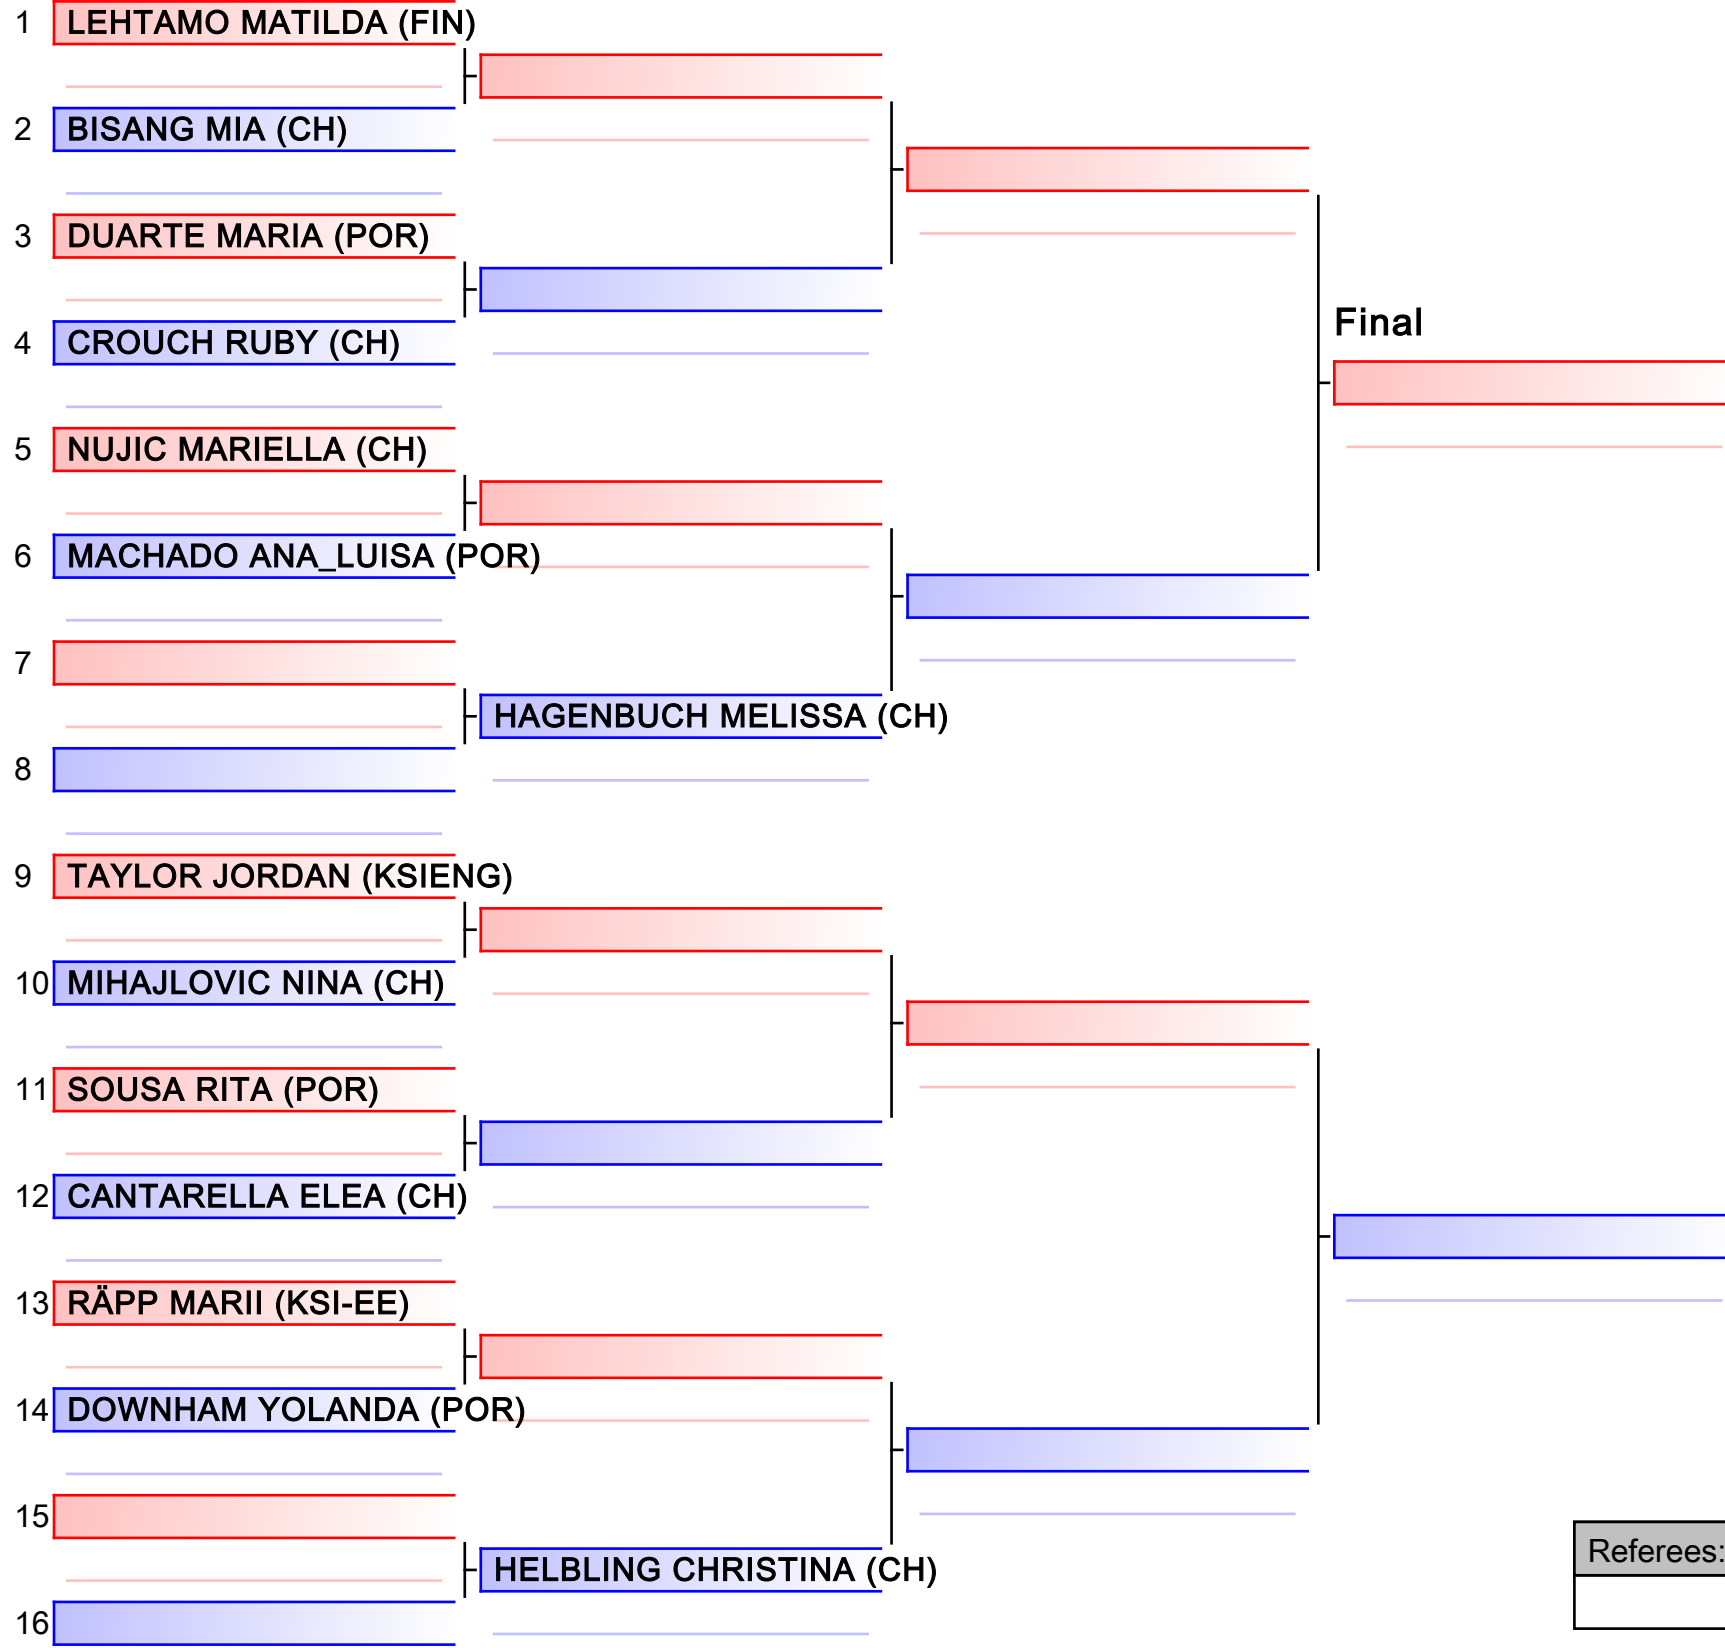 1 LEHTAMO MATILDA (FIN)
2 BISANG MIA (CH)
3 DUARTE MARIA (POR)
Final
4 CROUCH RUBY (CH)
5 NUJIC MARIELLA (CH)
6 MACHADO ANA_LUISA (POR)
7
HAGENBUCH MELISSA (CH)
8
9 TAYLOR JORDAN (KSIENG)
10 MIHAJLOVIC NINA (CH)
11 SOUSA RITA (POR)
12 CANTARELLA ELEA (CH)
13 RÄPP MARII (KSI-EE)
14 DOWNHAM YOLANDA (POR)
15
Referees:
HELBLING CHRISTINA (CH)
16